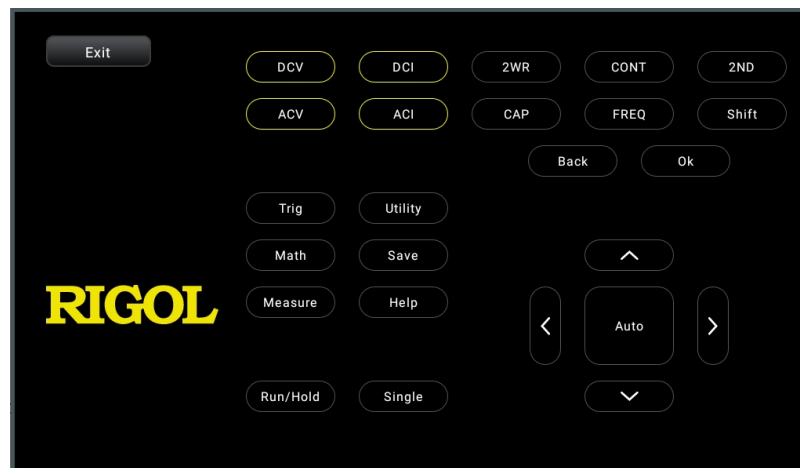 Exit
DCV DCI 2WR CONT 2ND
ACV ACI CAP FREQ Shift
Back Ok
Trig Utility
Math Save
RIGOL
Measure Help
Auto
Run/Hold Single